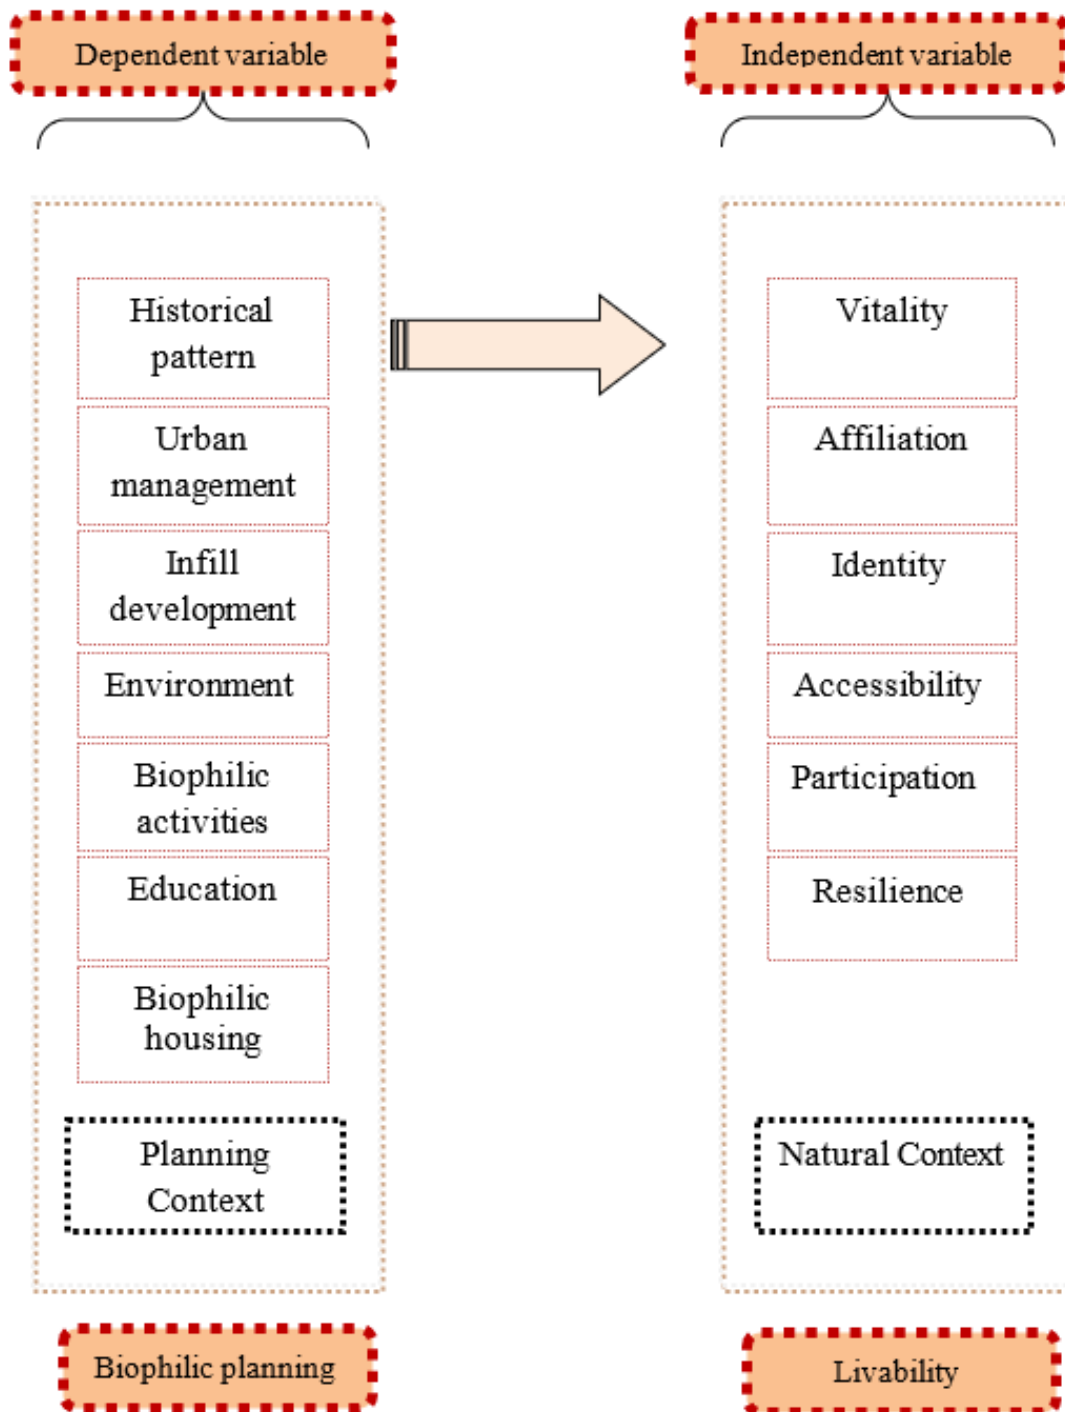 Dependent variable
Independent variable
Historical
pattern
Urban
management
Infill
development
Environment
Biophilic
activities
Education
Biophilic
housing
Planning
Context
Biophilic planning
Vitality
Affiliation
Identity
Accessibility
Participation
Resilience
Natural Context
Livability